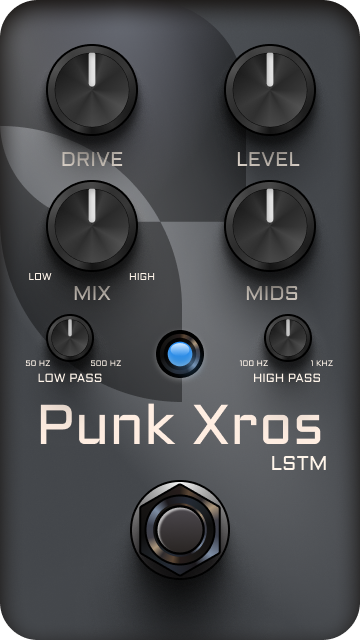 DRIVE LEVEL
LOW HIGH
MIX MIDS
50 HZ 500 HZ 100 HZ 1 KHZ
LOW PASS HIGH PASS
Punk Xros
LSTM